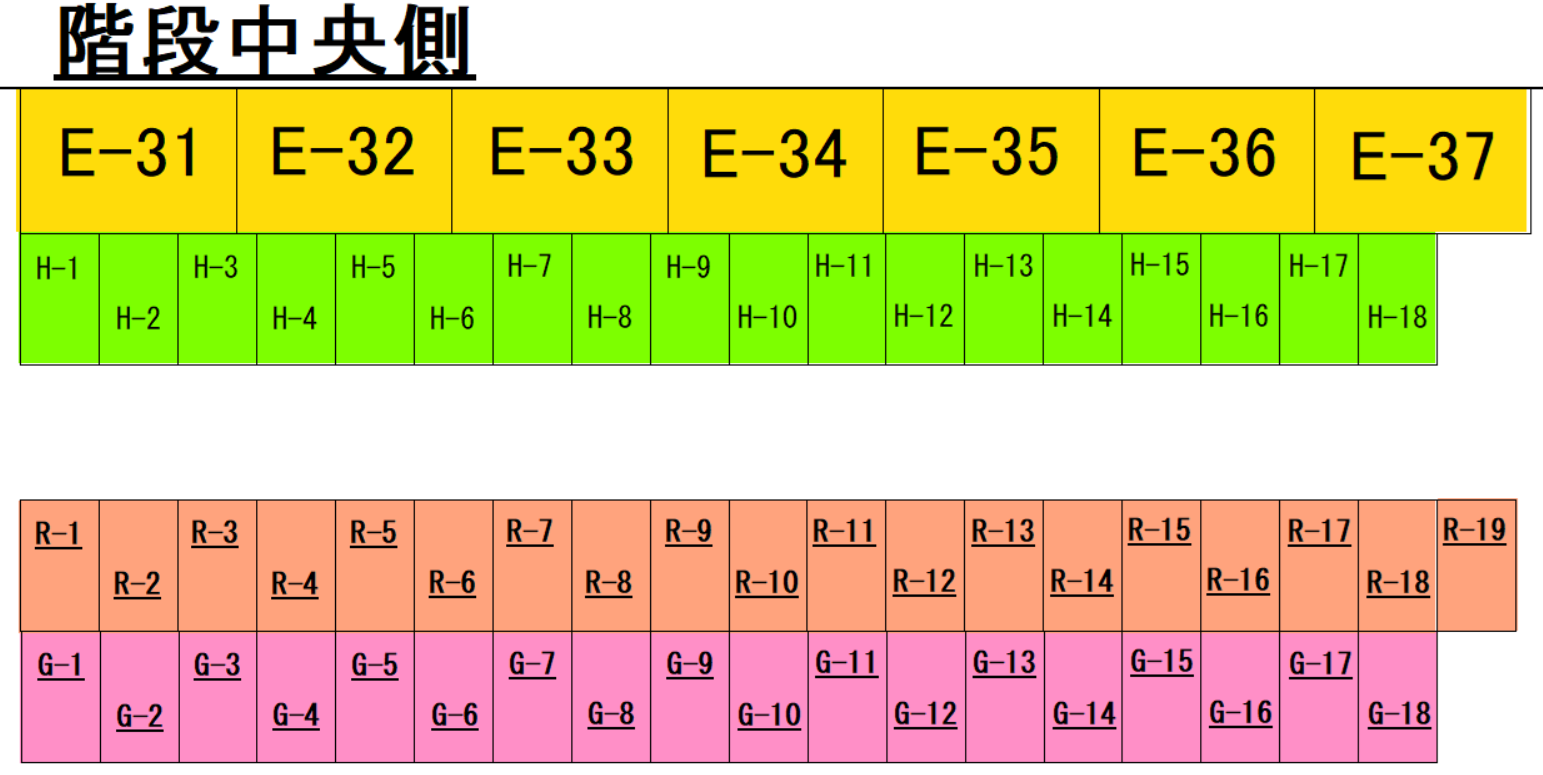 階段中央側
E-31 E-32 E-33 E-34 E-35 E-36 E-37
H-1 H-2 H-3 H-4 H-5 H-6 H-7 H-8 H-9 H-10 H-11 H-12 H-13 H-14 H-15 H-16 H-17 H-18
R-1 R-2 R-3 R-4 R-5 R-6 R-7 R-8 R-9 R-10 R-11 R-12 R-13 R-14 R-15 R-16 R-17 R-18 R-19
G-1 G-2 G-3 G-4 G-5 G-6 G-7 G-8 G-9 G-10 G-11 G-12 G-13 G-14 G-15 G-16 G-17 G-18